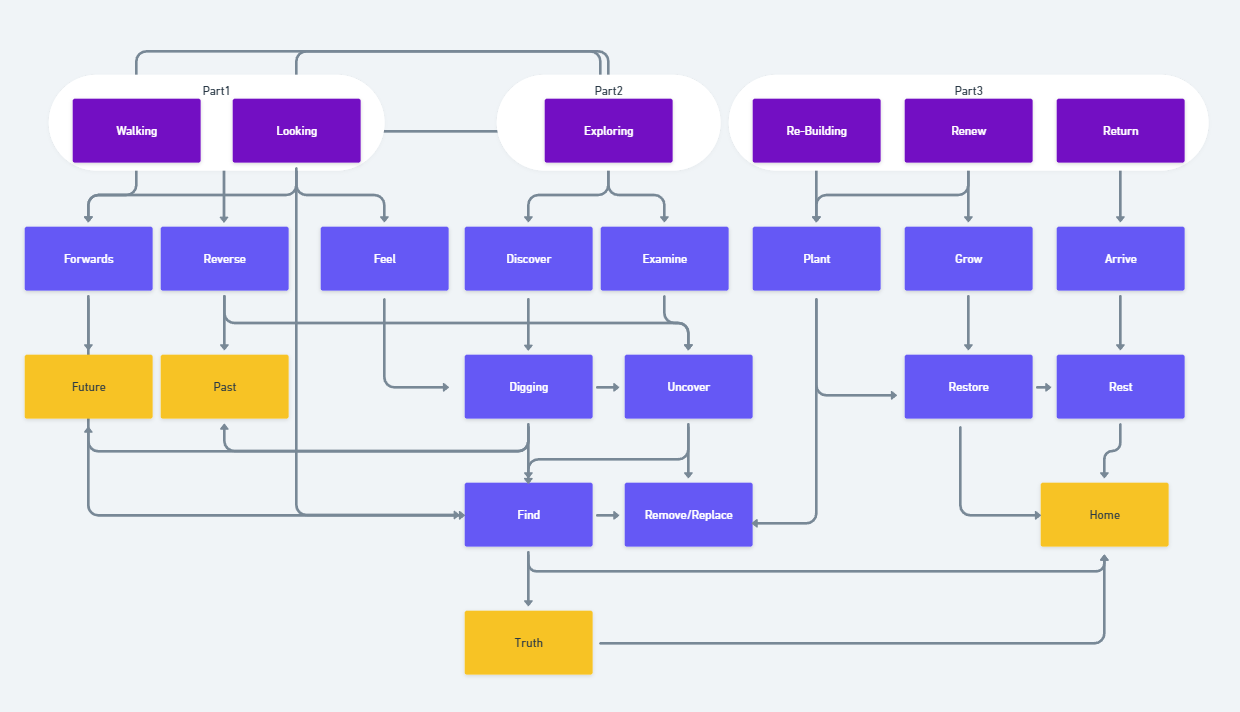 Part1
Part2
Part3
Walking
Looking
Exploring
Re-Building
Renew
Return
Forwards
Reverse
Feel
Discover
Examine
Plant
Grow
Arrive
Future
Past
Digging
Uncover
Restore
Rest
Find
Remove/Replace
Home
Truth